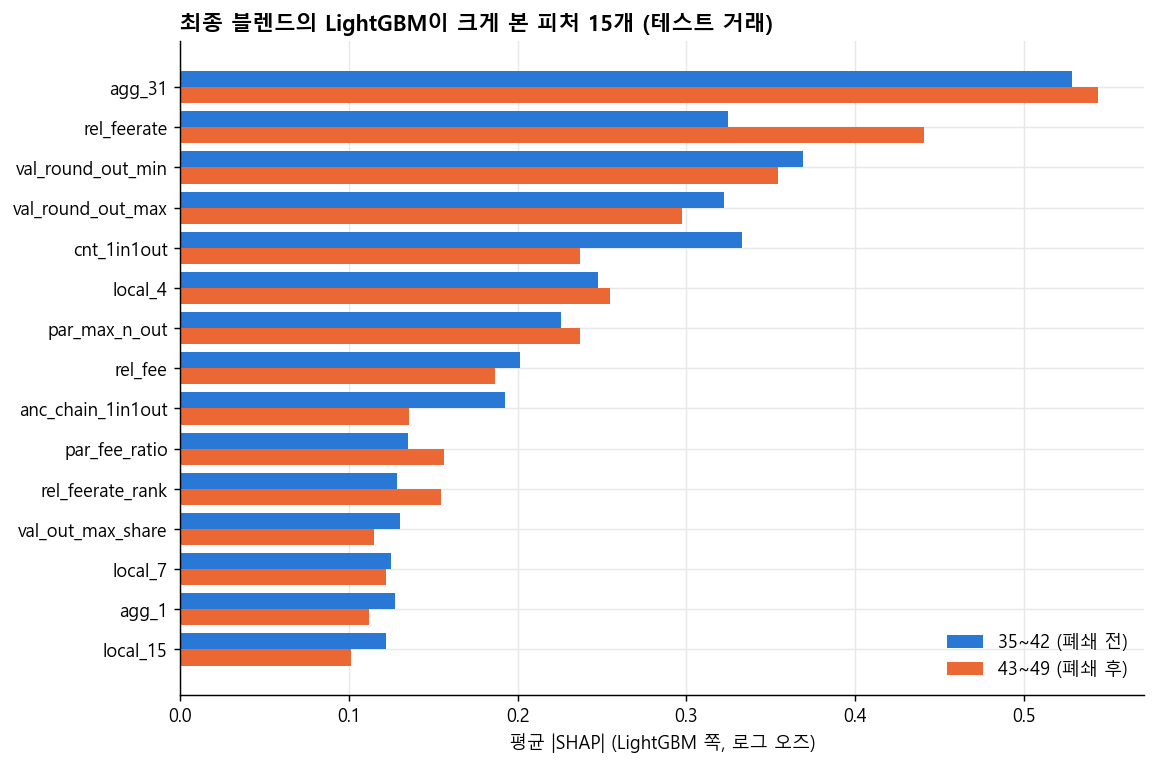 최종 블렌드의 LightGBM이 크게 본 피처 15개 (테스트 거래)
agg_31
rel_feerate
val_round_out_min
val_round_out_max
cnt_1in1out
local_4
par_max_n_out
rel_fee
anc_chain_1in1out
par_fee_ratio
rel_feerate_rank
val_out_max_share
local_7
agg_1
local_15
35~42 (폐쇄 전)
43~49 (폐쇄 후)
0.0 0.1 0.2 0.3 0.4 0.5
평균 |SHAP| (LightGBM 쪽, 로그 오즈)